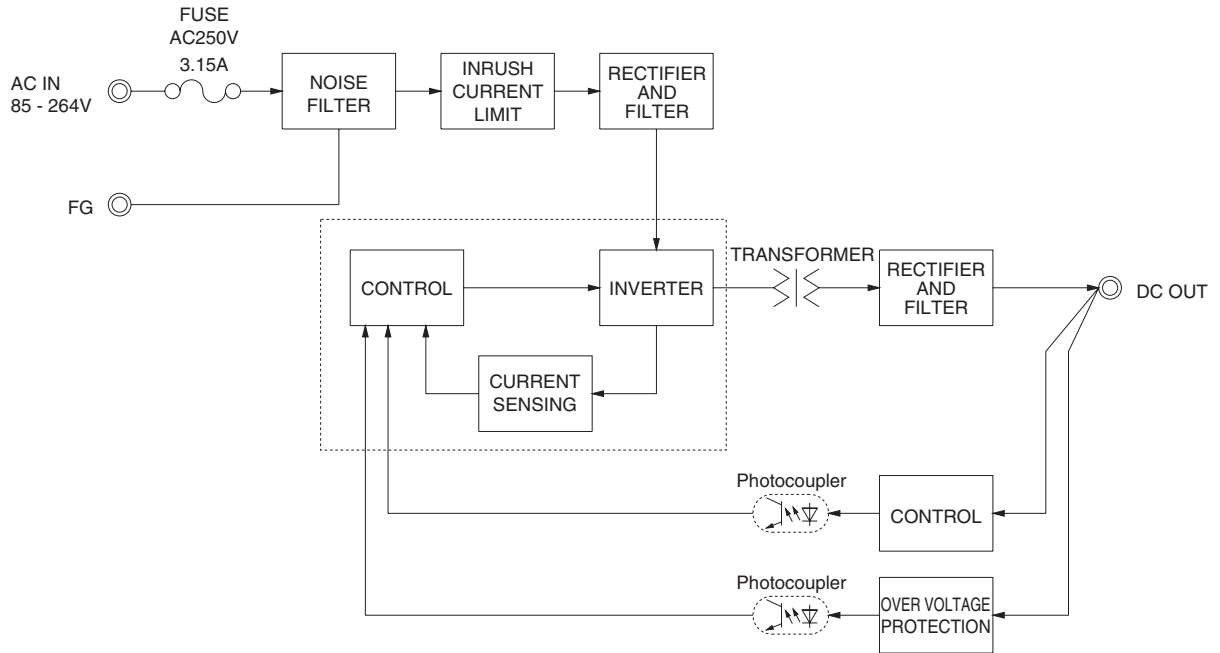 FUSE
AC250V
3.15A
AC IN
85 - 264V
NOISE
FILTER
INRUSH
CURRENT
LIMIT
RECTIFIER
AND
FILTER
FG
CONTROL
INVERTER
TRANSFORMER
RECTIFIER
AND
FILTER
DC OUT
CURRENT
SENSING
Photocoupler
CONTROL
Photocoupler
OVER VOLTAGE
PROTECTION